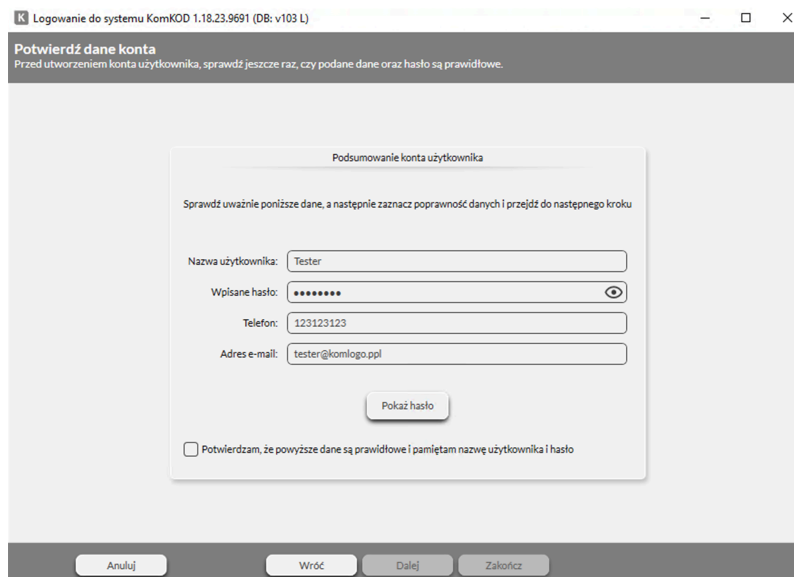 K Logowanie do systemu KomKOD 1.18.23.9691 (DB: v103 L)
Potwierdź dane konta
Przed utworzeniem konta użytkownika, sprawdź jeszcze raz, czy podane dane oraz hasło są prawidłowe.
Podsumowanie konta użytkownika
Sprawdź uważnie poniższe dane, a następnie zaznacz poprawność danych i przejdź do następnego kroku
Nazwa użytkownika: Tester
Wpisane hasło: ••••••••
Telefon: 123123123
Adres e-mail: tester@komlogo.ppl
Pokaż hasło
Potwierdzam, że powyższe dane są prawidłowe i pamiętam nazwę użytkownika i hasło
Anuluj Wróć Dalej Zakończ